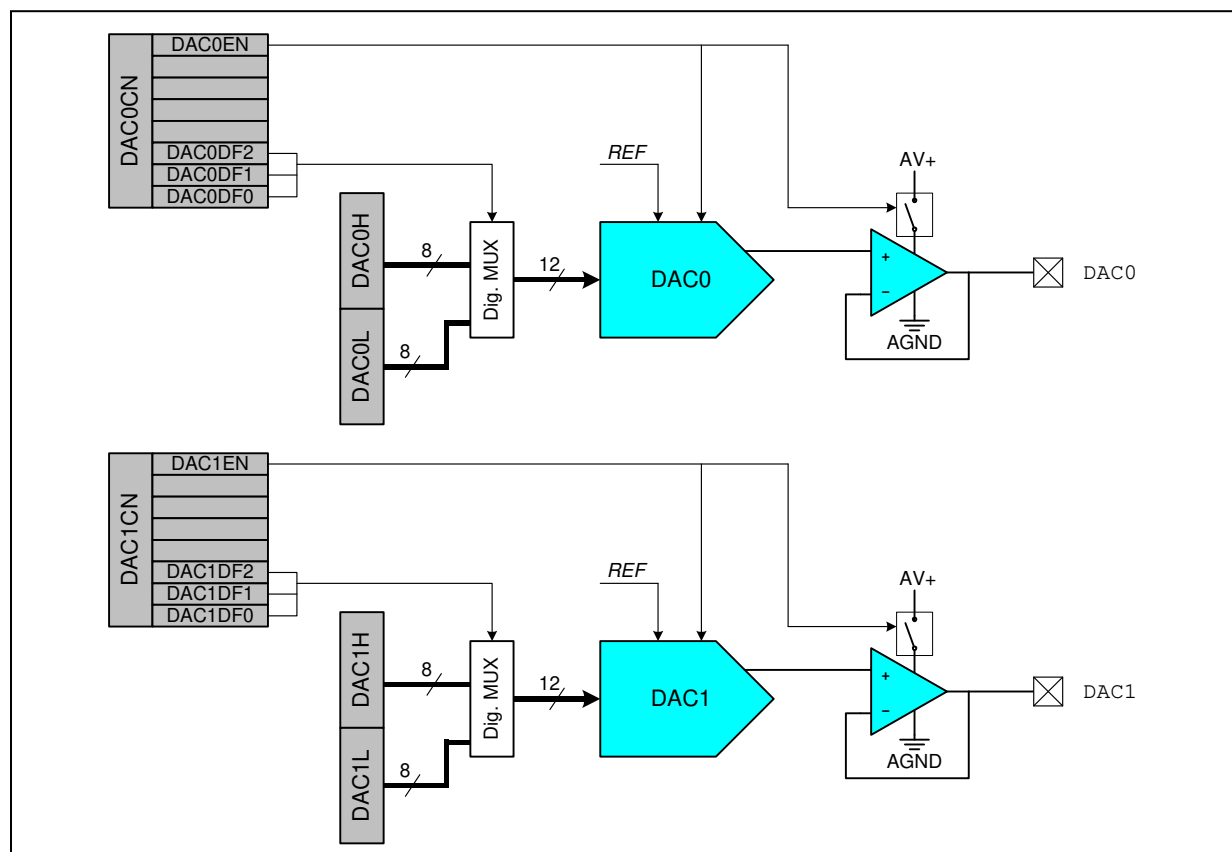 DAC0CN
DAC0EN
DAC0DF2
DAC0DF1
DAC0DF0
REF
AV+
DAC0H
8
Dig. MUX
12
DAC0
+
−
DAC0
DAC0L
8
AGND
DAC1CN
DAC1EN
DAC1DF2
DAC1DF1
DAC1DF0
REF
AV+
DAC1H
8
Dig. MUX
12
DAC1
+
−
DAC1
DAC1L
8
AGND